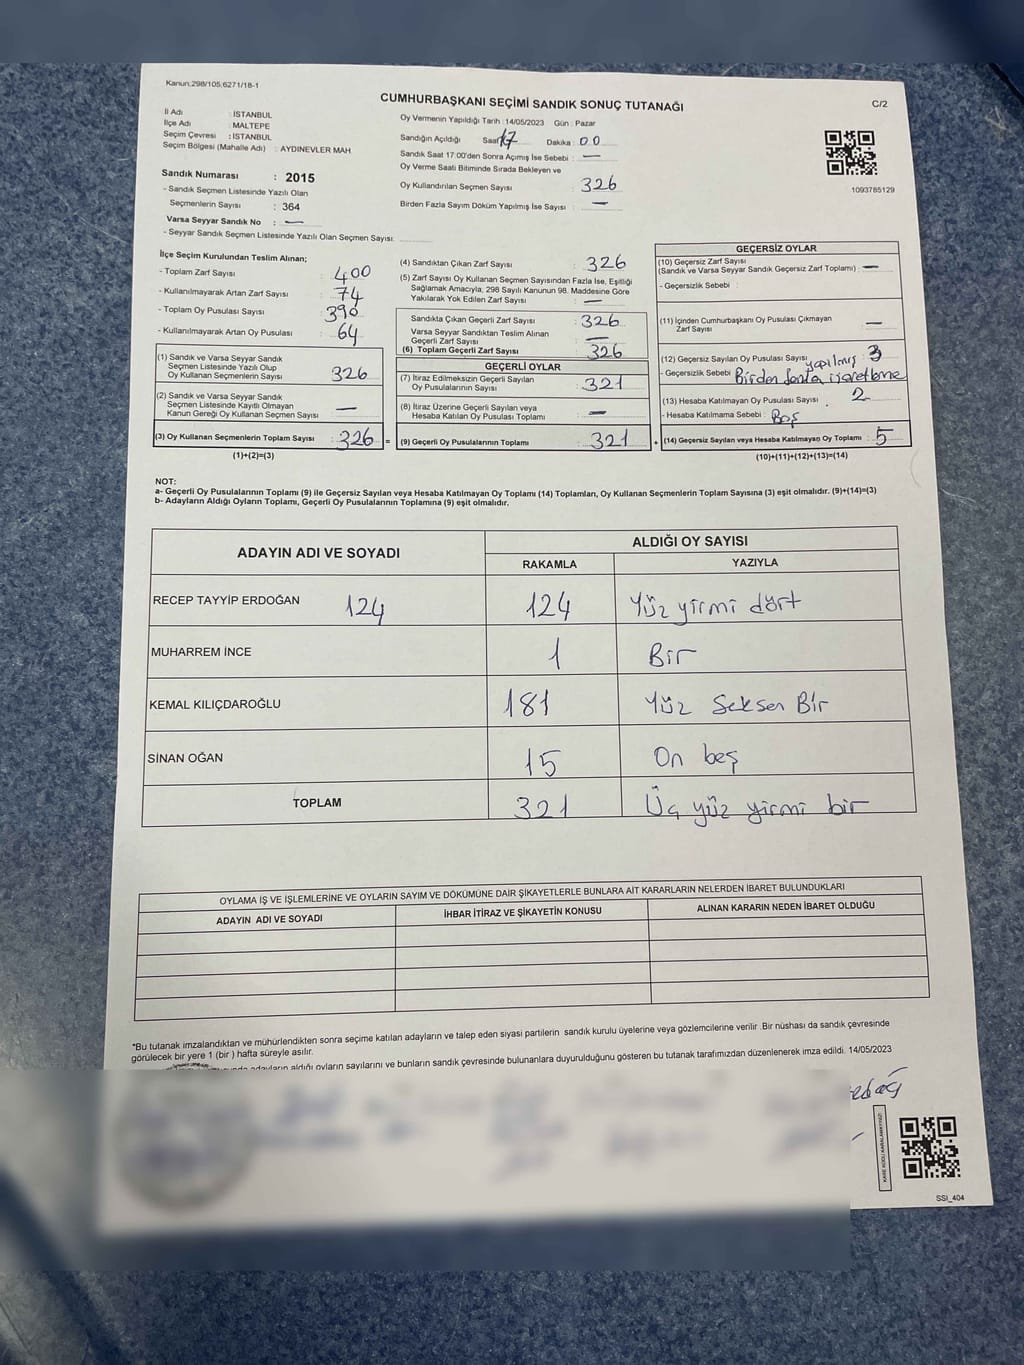 Kanun:298/105;6271/18-1
CUMHURBAŞKANI SEÇİMİ SANDIK SONUÇ TUTANAĞI
C/2
İl Adı : İSTANBUL
İlçe Adı : MALTEPE
Seçim Çevresi : İSTANBUL
Seçim Bölgesi (Mahalle Adı) : AYDINEVLER MAH.
Sandık Numarası : 2015
- Sandık Seçmen Listesinde Yazılı Olan
Seçmenlerin Sayısı : 364
Varsa Seyyar Sandık No : —
- Seyyar Sandık Seçmen Listesinde Yazılı Olan Seçmen Sayısı:
Oy Vermenin Yapıldığı Tarih : 14/05/2023 Gün : Pazar
Sandığın Açıldığı Saat: 17 Dakika : 00
Sandık Saat 17:00'den Sonra Açılmış İse Sebebi : —
Oy Verme Saati Bitiminde Sırada Bekleyen ve
Oy Kullandırılan Seçmen Sayısı : 326
Birden Fazla Sayım Döküm Yapılmış İse Sayısı : —
1093785129
İlçe Seçim Kurulundan Teslim Alınan;
- Toplam Zarf Sayısı : 400
- Kullanılmayarak Artan Zarf Sayısı : 74
- Toplam Oy Pusulası Sayısı : 390
- Kullanılmayarak Artan Oy Pusulası : 64
(1) Sandık ve Varsa Seyyar Sandık
Seçmen Listesinde Yazılı Olup
Oy Kullanan Seçmenlerin Sayısı : 326
(2) Sandık ve Varsa Seyyar Sandık
Seçmen Listesinde Kayıtlı Olmayan
Kanun Gereği Oy Kullanan Seçmen Sayısı : —
(3) Oy Kullanan Seçmenlerin Toplam Sayısı : 326 =
(1)+(2)=(3)
(4) Sandıktan Çıkan Zarf Sayısı : 326
(5) Zarf Sayısı Oy Kullanan Seçmen Sayısından Fazla İse, Eşitliği
Sağlamak Amacıyla, 298 Sayılı Kanunun 98. Maddesine Göre
Yakılarak Yok Edilen Zarf Sayısı : —
Sandıkta Çıkan Geçerli Zarf Sayısı : 326
Varsa Seyyar Sandıktan Teslim Alınan
Geçerli Zarf Sayısı : —
(6) Toplam Geçerli Zarf Sayısı : 326
GEÇERLİ OYLAR
(7) İtiraz Edilmeksizin Geçerli Sayılan
Oy Pusulalarının Sayısı : 321
(8) İtiraz Üzerine Geçerli Sayılan veya
Hesaba Katılan Oy Pusulası Toplamı : —
(9) Geçerli Oy Pusulalarının Toplamı : 321 +
GEÇERSİZ OYLAR
(10) Geçersiz Zarf Sayısı
(Sandık ve Varsa Seyyar Sandık Geçersiz Zarf Toplamı) : —
- Geçersizlik Sebebi :
(11) İçinden Cumhurbaşkanı Oy Pusulası Çıkmayan
Zarf Sayısı : —
(12) Geçersiz Sayılan Oy Pusulası Sayısı : 3
- Geçersizlik Sebebi : Birden fazla işaretleme yapılmış
(13) Hesaba Katılmayan Oy Pusulası Sayısı : 2
- Hesaba Katılmama Sebebi : Boş
(14) Geçersiz Sayılan veya Hesaba Katılmayan Oy Toplamı : 5
(10)+(11)+(12)+(13)=(14)
NOT:
a- Geçerli Oy Pusulalarının Toplamı (9) ile Geçersiz Sayılan veya Hesaba Katılmayan Oy Toplamı (14) Toplamları, Oy Kullanan Seçmenlerin Toplam Sayısına (3) eşit olmalıdır. (9)+(14)=(3)
b- Adayların Aldığı Oyların Toplamı, Geçerli Oy Pusulalarının Toplamına (9) eşit olmalıdır.
ADAYIN ADI VE SOYADI ALDIĞI OY SAYISI
RAKAMLA YAZIYLA
RECEP TAYYİP ERDOĞAN 124 124 Yüz yirmi dört
MUHARREM İNCE 1 Bir
KEMAL KILIÇDAROĞLU 181 Yüz Seksen Bir
SİNAN OĞAN 15 On beş
TOPLAM 321 Üç yüz yirmi bir
OYLAMA İŞ VE İŞLEMLERİNE VE OYLARIN SAYIM VE DÖKÜMÜNE DAİR ŞİKAYETLERLE BUNLARA AİT KARARLARIN NELERDEN İBARET BULUNDUKLARI
ADAYIN ADI VE SOYADI İHBAR İTİRAZ VE ŞİKAYETİN KONUSU ALINAN KARARIN NEDEN İBARET OLDUĞU
*Bu tutanak imzalandıktan ve mühürlendikten sonra seçime katılan adayların ve talep eden siyasi partilerin sandık kurulu üyelerine veya gözlemcilerine verilir. Bir nüshası da sandık çevresinde
görülecek bir yere 1 (bir ) hafta süreyle asılır.
adayların aldığı oyların sayılarını ve bunların sandık çevresinde bulunanlara duyurulduğunu gösteren bu tutanak tarafımızdan düzenlenerek imza edildi. 14/05/2023
KARE KODU KARALAMAYINIZ!
SSI_404